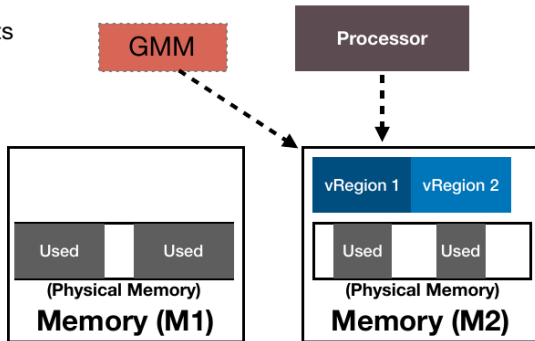 GMM
Processor
vRegion 1 vRegion 2
Used Used
Used Used
(Physical Memory)
Memory (M1)
(Physical Memory)
Memory (M2)